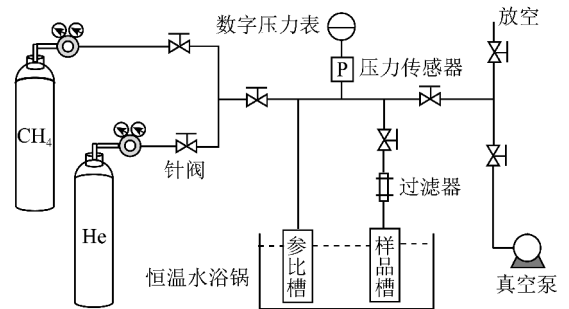 数字压力表
放空
P
压力传感器
CH4
针阀
过滤器
He
参比槽
样品槽
恒温水浴锅
真空泵